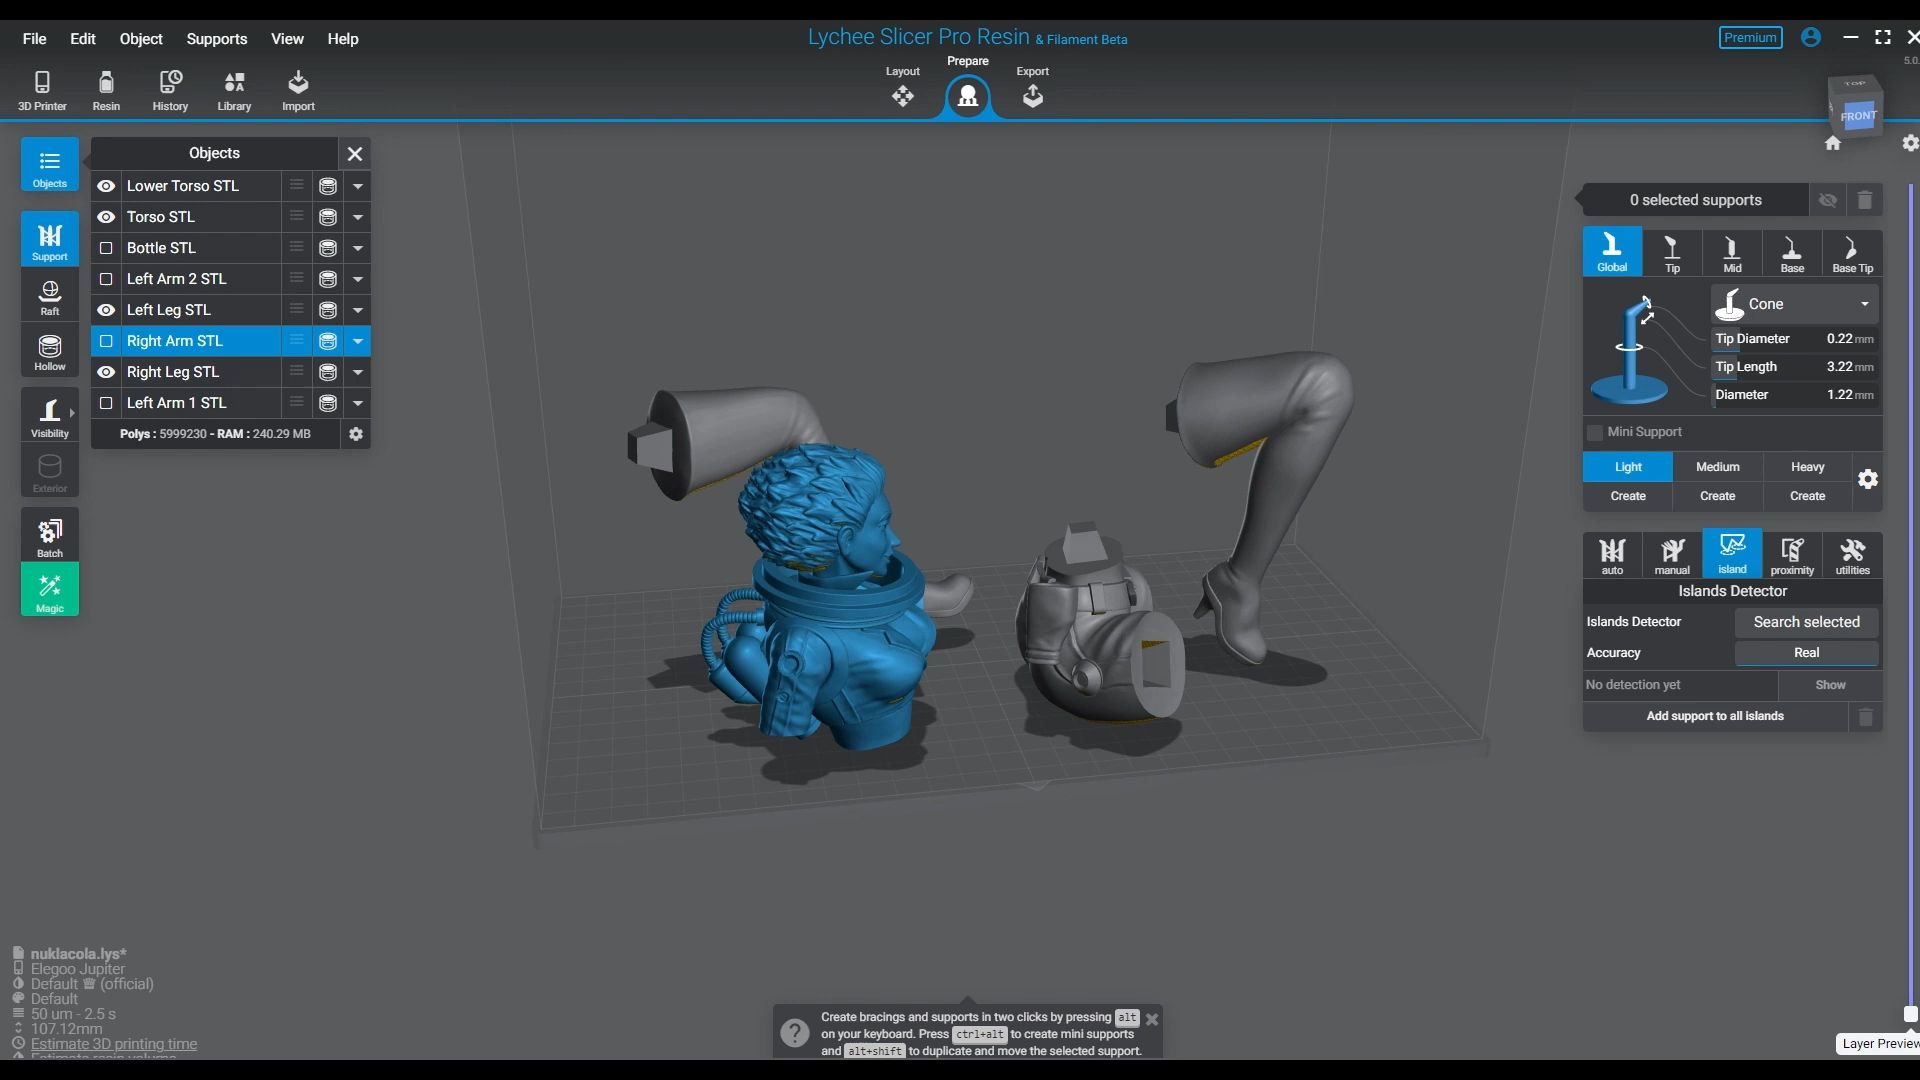 File Edit Object Supports View Help
Lychee Slicer Pro Resin & Filament Beta
Premium
5.0.
3D Printer Resin History Library Import
Layout Prepare Export
TOP
FRONT
Objects
Support
Raft
Hollow
Visibility
Exterior
Batch
Magic
Objects
Lower Torso STL
Torso STL
Bottle STL
Left Arm 2 STL
Left Leg STL
Right Arm STL
Right Leg STL
Left Arm 1 STL
Polys : 5999230 - RAM : 240.29 MB
0 selected supports
Global Tip Mid Base Base Tip
Cone
Tip Diameter 0.22 mm
Tip Length 3.22 mm
Diameter 1.22 mm
Mini Support
Light Medium Heavy
Create Create Create
auto manual island proximity utilities
Islands Detector
Islands Detector Search selected
Accuracy Real
No detection yet Show
Add support to all islands
nuklacola.lys*
Elegoo Jupiter
Default (official)
Default
50 um - 2.5 s
107.12mm
Estimate 3D printing time
Estimate resin volume
? Create bracings and supports in two clicks by pressing alt
on your keyboard. Press ctrl+alt to create mini supports
and alt+shift to duplicate and move the selected support.
Layer Preview